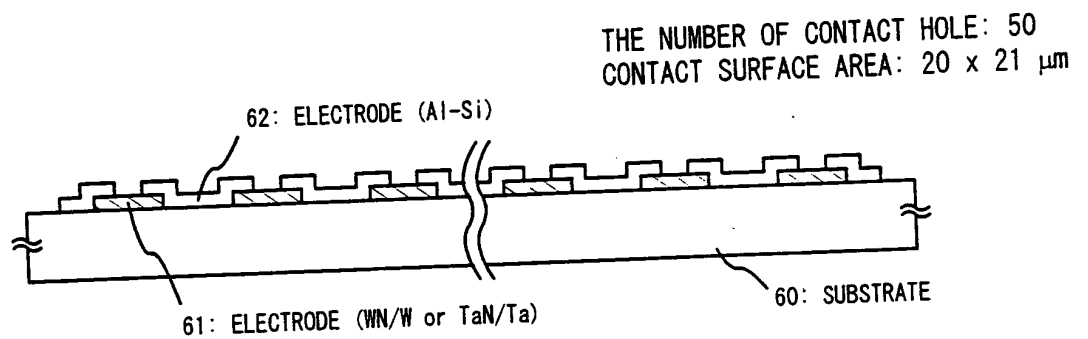 THE NUMBER OF CONTACT HOLE: 50
CONTACT SURFACE AREA: 20 x 21 μm
62: ELECTRODE (Al-Si)
60: SUBSTRATE
61: ELECTRODE (WN/W or TaN/Ta)